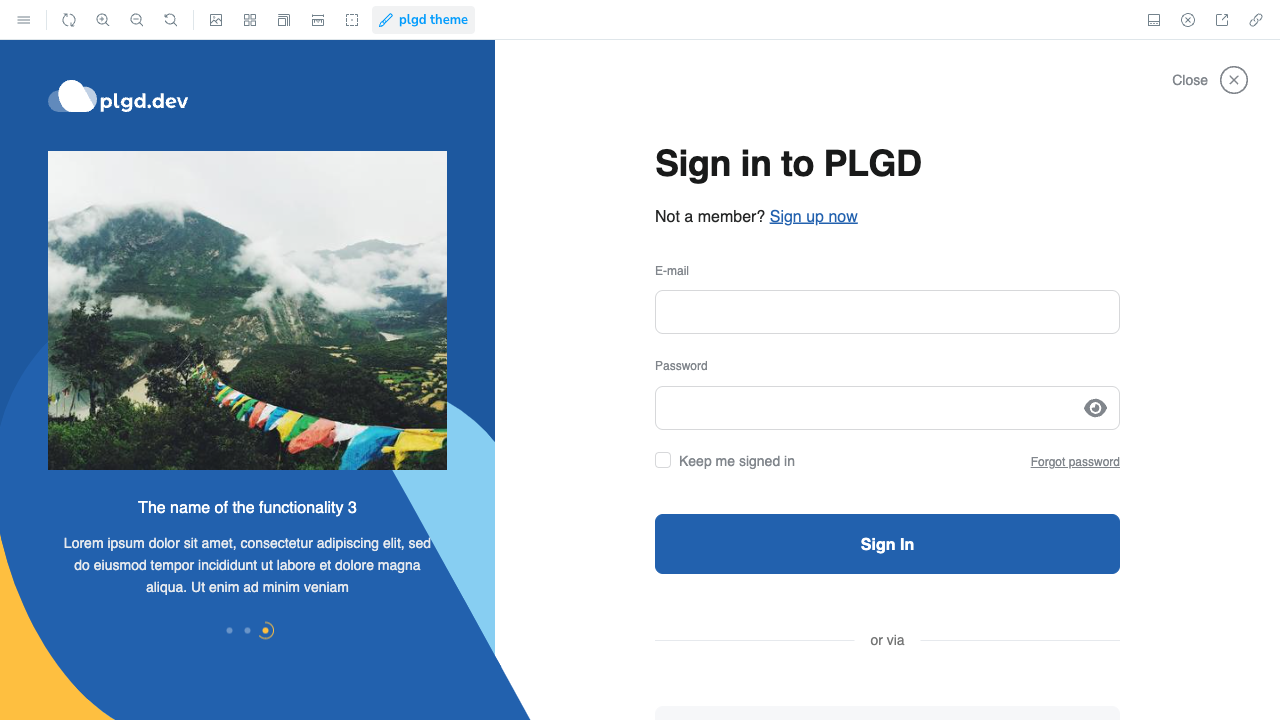 plgd theme
plgd.dev
Close
Sign in to PLGD
Not a member? Sign up now
E-mail
Password
Keep me signed in
Forgot password
Sign In
or via
The name of the functionality 3
Lorem ipsum dolor sit amet, consectetur adipiscing elit, sed
do eiusmod tempor incididunt ut labore et dolore magna
aliqua. Ut enim ad minim veniam